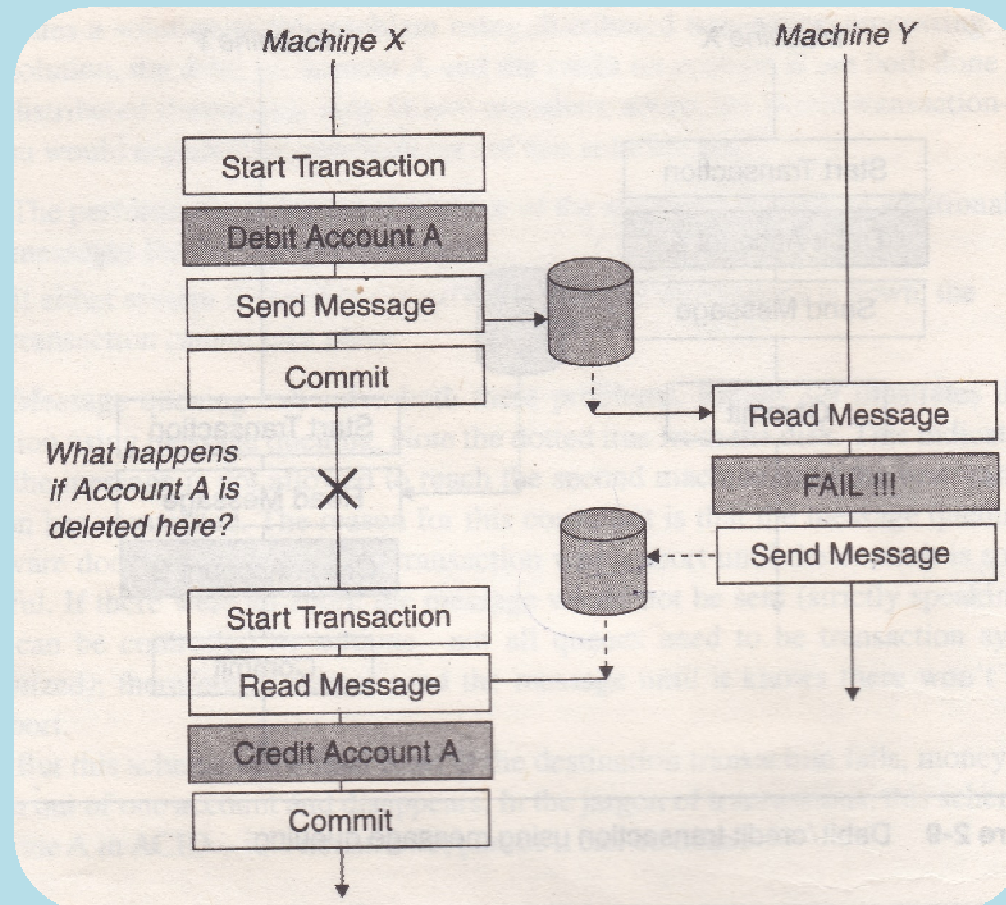 Machine X
Machine Y
Start Transaction
Debit Account A
Send Message
Commit
Read Message
FAIL !!!
Send Message
What happens
if Account A is
deleted here?
Start Transaction
Read Message
Credit Account A
Commit